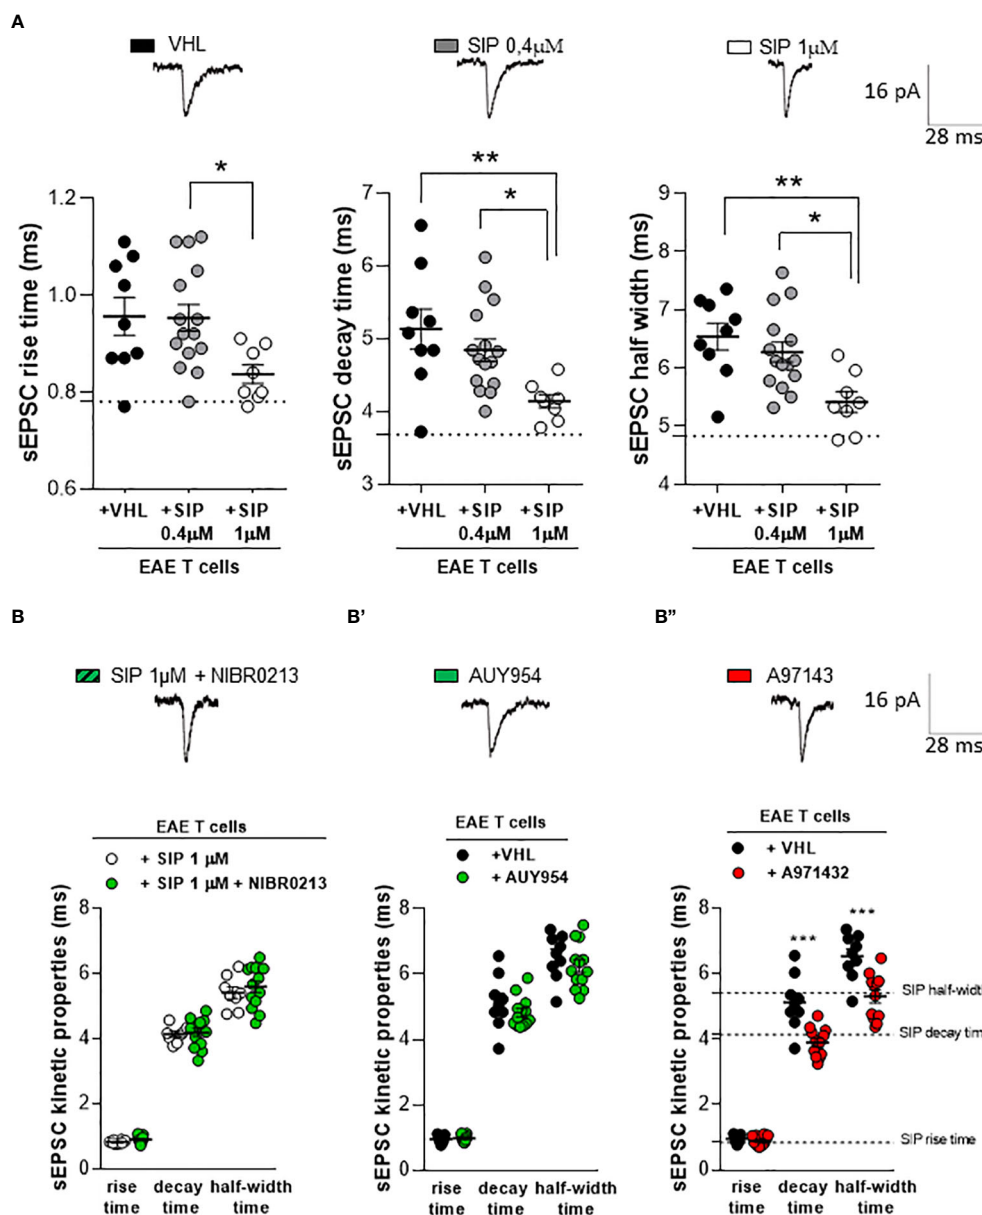 A
VHL
SIP 0,4µM
SIP 1µM
16 pA
28 ms
*
**
*
**
*
sEPSC rise time (ms)
1.2
1.0
0.8
0.6
+VHL
+SIP 0.4µM
+SIP 1µM
EAE T cells
sEPSC decay time (ms)
7
6
5
4
3
+VHL
+SIP 0.4µM
+SIP 1µM
EAE T cells
sEPSC half width (ms)
9
8
7
6
5
4
+VHL
+SIP 0.4µM
+SIP 1µM
EAE T cells
B
B’
B”
SIP 1µM + NIBR0213
AUY954
A97143
16 pA
28 ms
EAE T cells
+ SIP 1 µM
+ SIP 1 µM + NIBR0213
sEPSC kinetic properties (ms)
8
6
4
2
0
rise time
decay time
half-width time
EAE T cells
+VHL
+ AUY954
sEPSC kinetic properties (ms)
8
6
4
2
0
rise time
decay time
half-width time
EAE T cells
+ VHL
+ A971432
sEPSC kinetic properties (ms)
8
6
4
2
0
***
***
SIP half-width
SIP decay tim
SIP rise time
rise time
decay time
half-width time